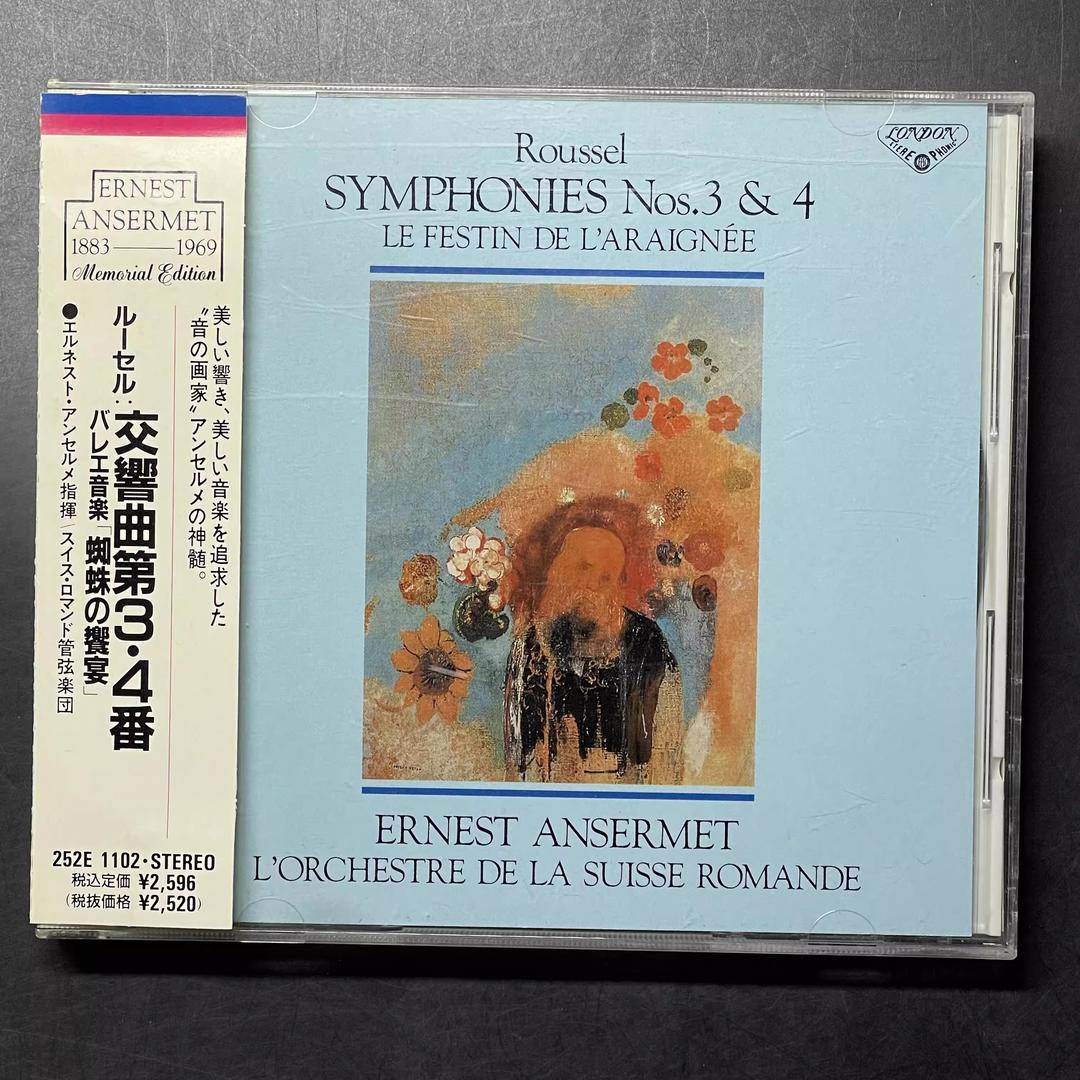 ERNEST
ANSERMET
1883——1969
Memorial Edition
美しい響き、美しい音楽を追求した
〝音の画家〟アンセルメの神髄。
ルーセル:交響曲第3・4番
バレエ音楽「蜘蛛の饗宴」
●エルネスト・アンセルメ指揮/スイス・ロマンド管弦楽団
252E 1102・STEREO
税込定価 ¥2,596
(税抜価格 ¥2,520)
Roussel
SYMPHONIES Nos.3 & 4
LE FESTIN DE L'ARAIGNÉE
LONDON
STEREOPHONIC
ERNEST ANSERMET
L'ORCHESTRE DE LA SUISSE ROMANDE